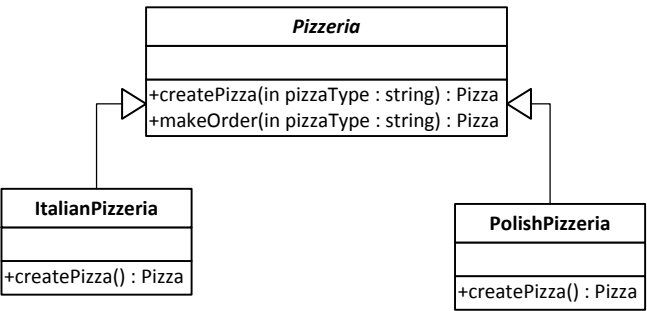 Pizzeria
+createPizza(in pizzaType : string) : Pizza
+makeOrder(in pizzaType : string) : Pizza
ItalianPizzeria
+createPizza() : Pizza
PolishPizzeria
+createPizza() : Pizza